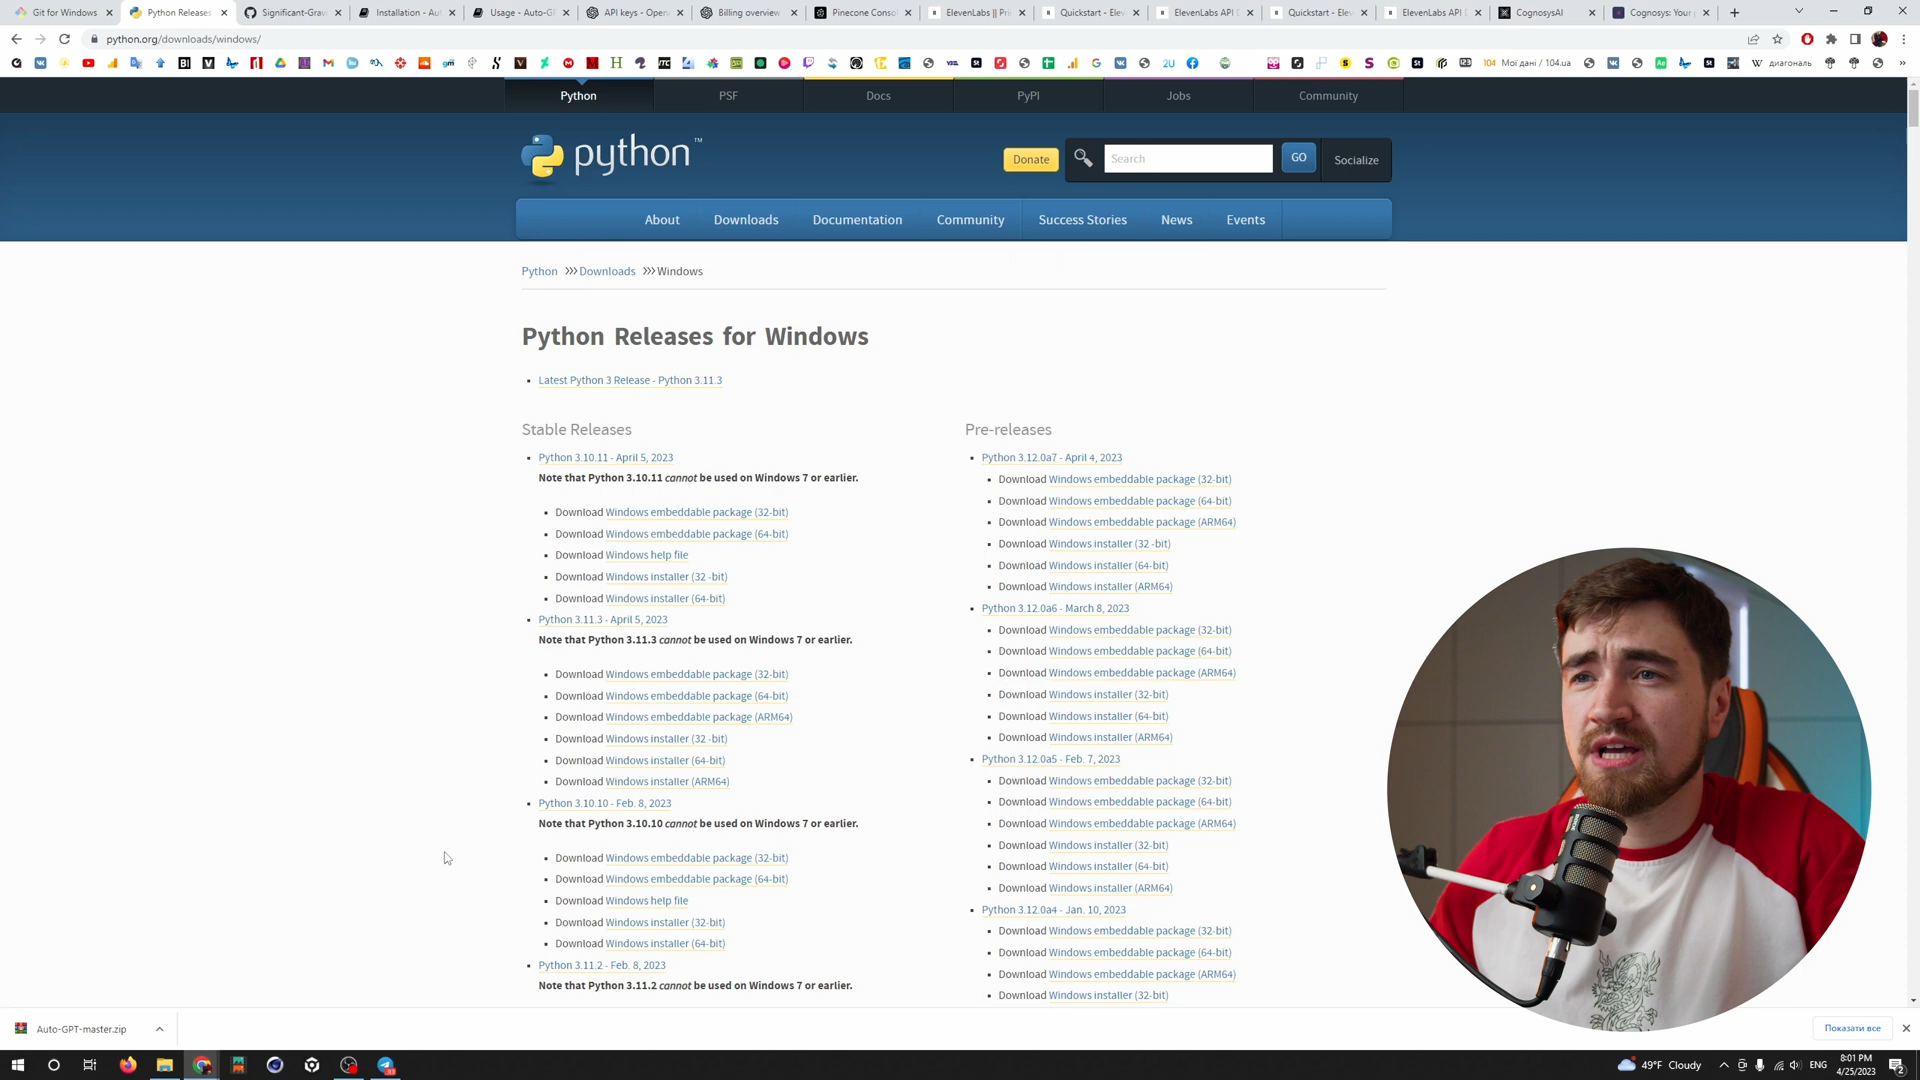 Git for Windows
Python Releases
Significant-Grav
Installation - Aut
Usage - Auto-G
API keys - Open
Billing overview
Pinecone Conso
ElevenLabs || Pri
Quickstart - Elev
ElevenLabs API D
Quickstart - Elev
ElevenLabs API D
CognosysAI
Cognosys: Your p
python.org/downloads/windows/
104 Мої дані / 104.ua
диагональ
Python
PSF
Docs
PyPI
Jobs
Community
python™
Donate
Search
GO
Socialize
About
Downloads
Documentation
Community
Success Stories
News
Events
Python >>> Downloads >>> Windows
Python Releases for Windows
Latest Python 3 Release - Python 3.11.3
Stable Releases
Python 3.10.11 - April 5, 2023
Note that Python 3.10.11 cannot be used on Windows 7 or earlier.
Download Windows embeddable package (32-bit)
Download Windows embeddable package (64-bit)
Download Windows help file
Download Windows installer (32 -bit)
Download Windows installer (64-bit)
Python 3.11.3 - April 5, 2023
Note that Python 3.11.3 cannot be used on Windows 7 or earlier.
Download Windows embeddable package (32-bit)
Download Windows embeddable package (64-bit)
Download Windows embeddable package (ARM64)
Download Windows installer (32 -bit)
Download Windows installer (64-bit)
Download Windows installer (ARM64)
Python 3.10.10 - Feb. 8, 2023
Note that Python 3.10.10 cannot be used on Windows 7 or earlier.
Download Windows embeddable package (32-bit)
Download Windows embeddable package (64-bit)
Download Windows help file
Download Windows installer (32-bit)
Download Windows installer (64-bit)
Python 3.11.2 - Feb. 8, 2023
Note that Python 3.11.2 cannot be used on Windows 7 or earlier.
Pre-releases
Python 3.12.0a7 - April 4, 2023
Download Windows embeddable package (32-bit)
Download Windows embeddable package (64-bit)
Download Windows embeddable package (ARM64)
Download Windows installer (32 -bit)
Download Windows installer (64-bit)
Download Windows installer (ARM64)
Python 3.12.0a6 - March 8, 2023
Download Windows embeddable package (32-bit)
Download Windows embeddable package (64-bit)
Download Windows embeddable package (ARM64)
Download Windows installer (32-bit)
Download Windows installer (64-bit)
Download Windows installer (ARM64)
Python 3.12.0a5 - Feb. 7, 2023
Download Windows embeddable package (32-bit)
Download Windows embeddable package (64-bit)
Download Windows embeddable package (ARM64)
Download Windows installer (32-bit)
Download Windows installer (64-bit)
Download Windows installer (ARM64)
Python 3.12.0a4 - Jan. 10, 2023
Download Windows embeddable package (32-bit)
Download Windows embeddable package (64-bit)
Download Windows embeddable package (ARM64)
Download Windows installer (32-bit)
Auto-GPT-master.zip
Показати все
49°F Cloudy
ENG
8:01 PM
4/25/2023